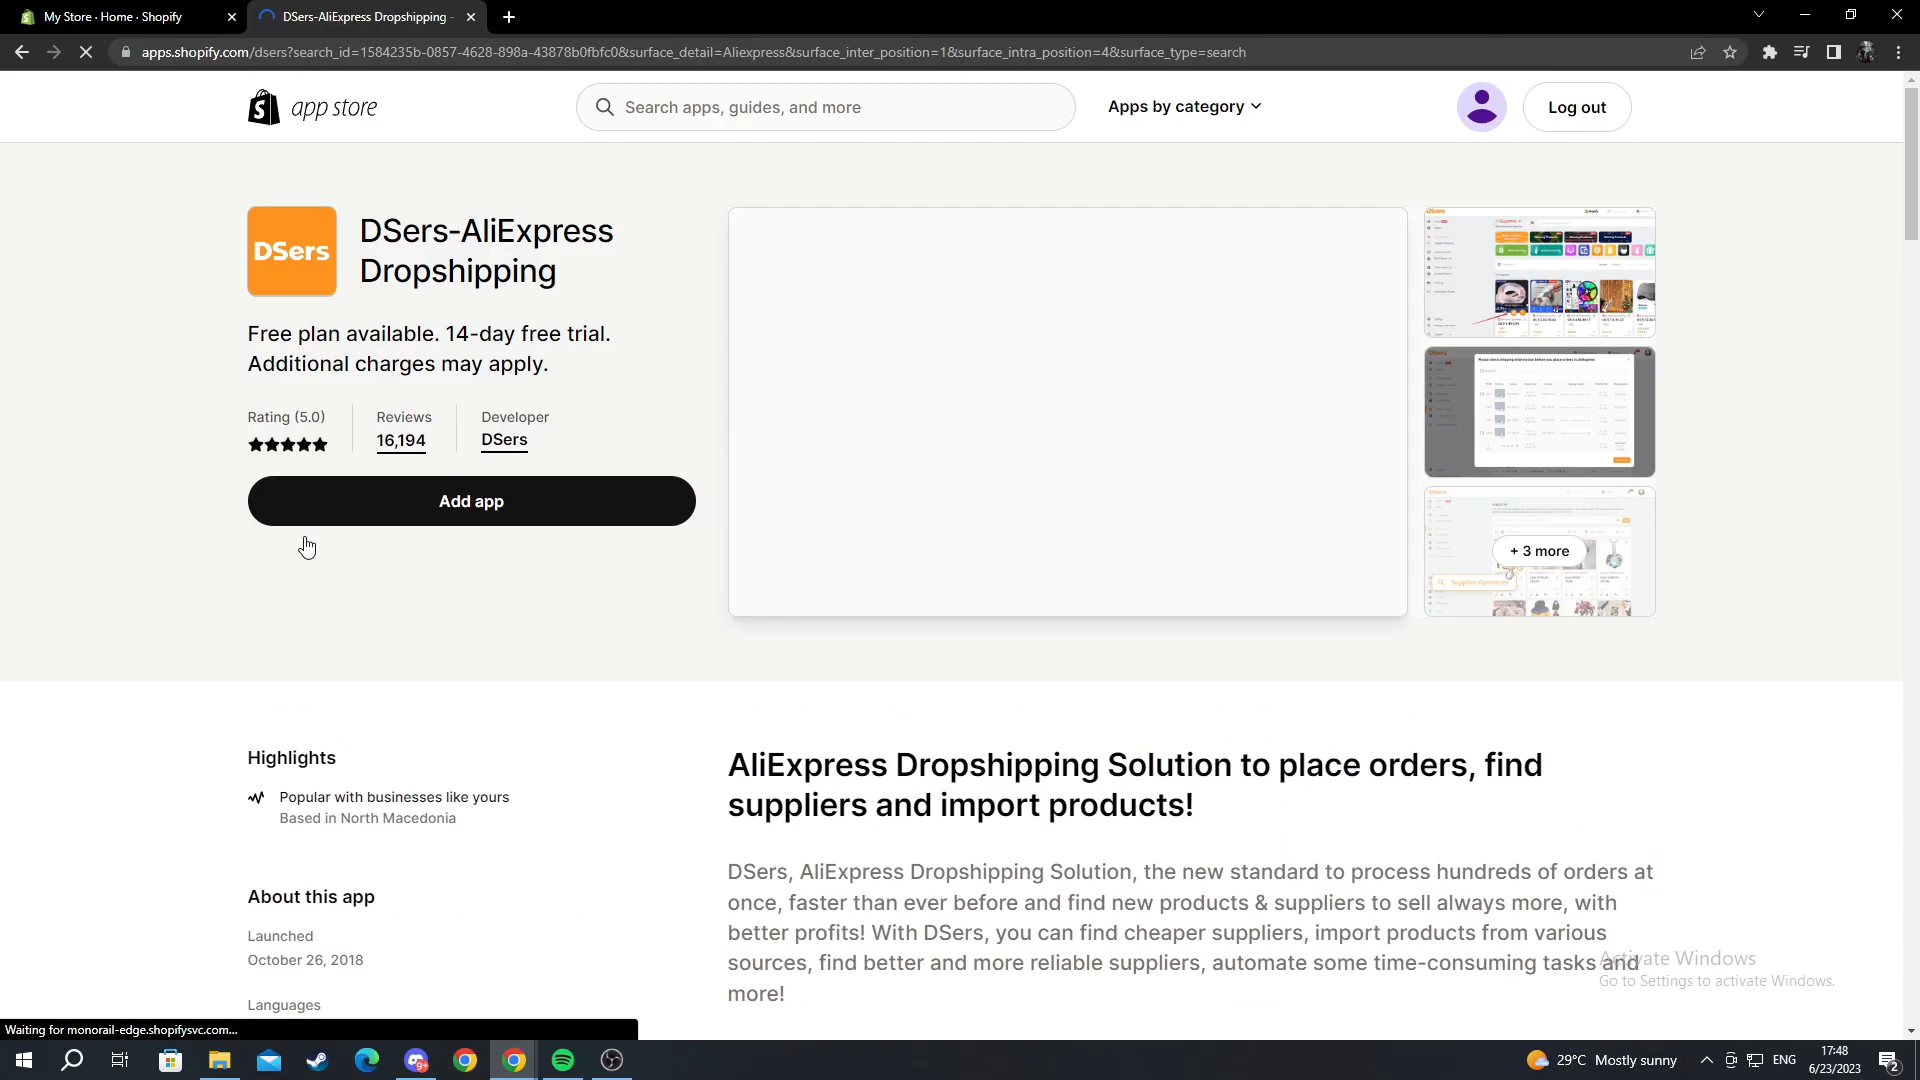 My Store · Home · Shopify
DSers-AliExpress Dropshipping -
apps.shopify.com/dsers?search_id=1584235b-0857-4628-898a-43878b0fbfc0&surface_detail=Aliexpress&surface_inter_position=1&surface_intra_position=4&surface_type=search
app store
Search apps, guides, and more
Apps by category
Log out
DSers
DSers-AliExpress
Dropshipping
Free plan available. 14-day free trial.
Additional charges may apply.
Rating (5.0)
Reviews
Developer
16,194
DSers
Add app
+ 3 more
Supplier Optimizer
Highlights
Popular with businesses like yours
Based in North Macedonia
About this app
Launched
October 26, 2018
Languages
AliExpress Dropshipping Solution to place orders, find
suppliers and import products!
DSers, AliExpress Dropshipping Solution, the new standard to process hundreds of orders at
once, faster than ever before and find new products & suppliers to sell always more, with
better profits! With DSers, you can find cheaper suppliers, import products from various
sources, find better and more reliable suppliers, automate some time-consuming tasks and
more!
Activate Windows
Go to Settings to activate Windows.
Waiting for monorail-edge.shopifysvc.com...
29°C Mostly sunny
ENG
17:48
6/23/2023
2